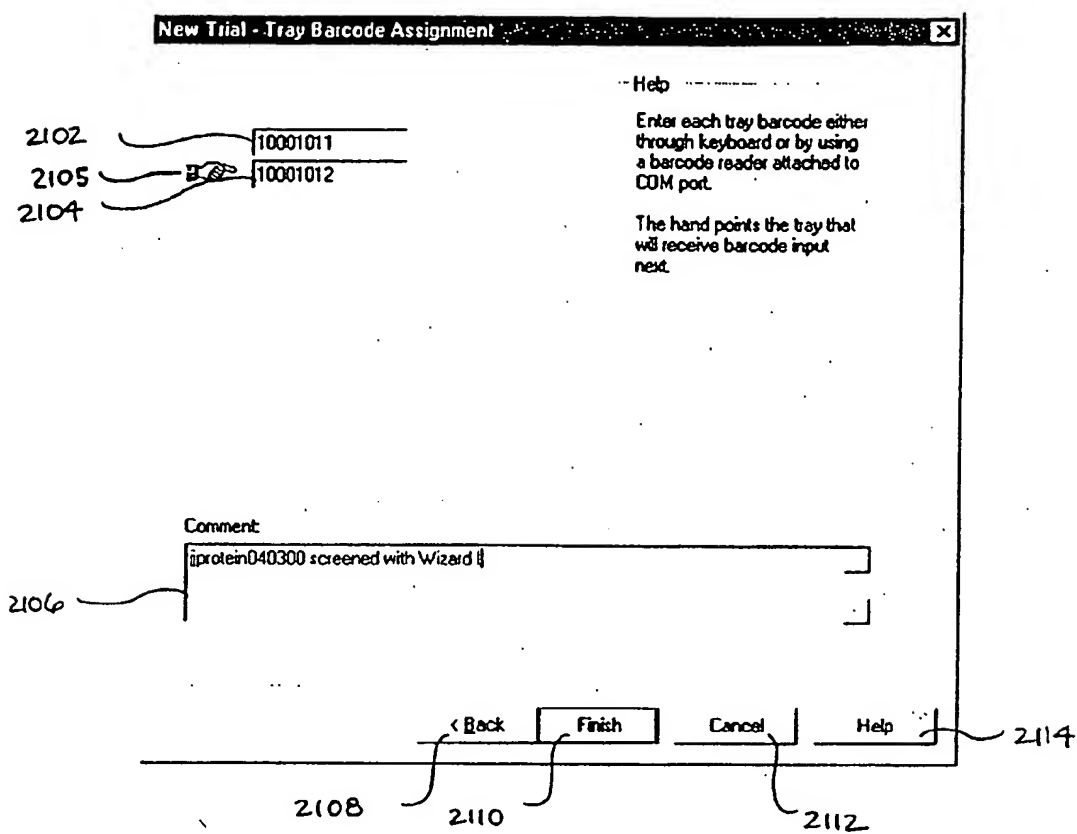 New Trial - Tray Barcode Assignment
Help
Enter each tray barcode either
through keyboard or by using
a barcode reader attached to
COM port.
The hand points the tray that
will receive barcode input
next.
2102
10001011
2105
10001012
2104
Comment:
jprotein040300 screened with Wizard
2106
< Back
Finish
Cancel
Help
2114
2108
2110
2112